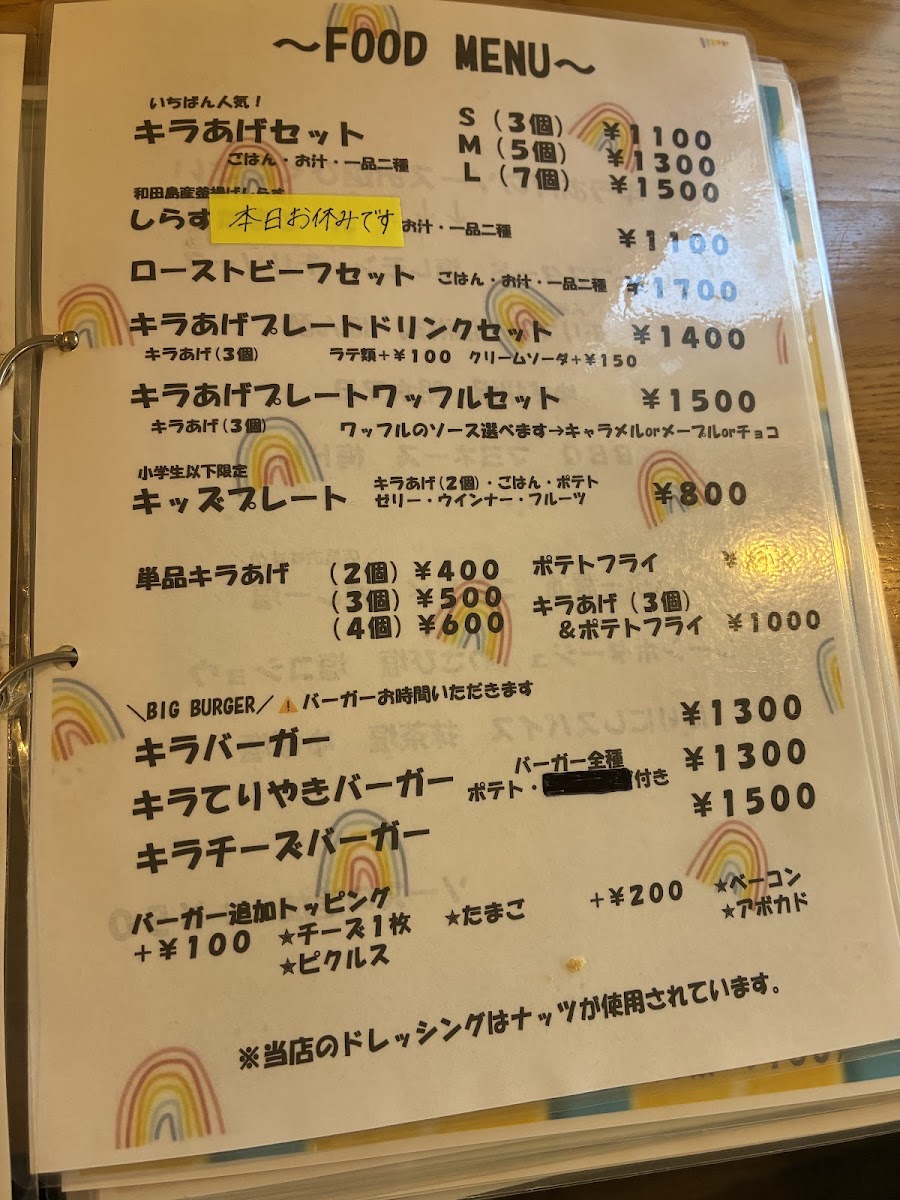 ～FOOD MENU～
いちばん人気！
キラあげセット
ごはん・お汁・一品二種
S（3個） ￥1100
M（5個） ￥1300
L（7個） ￥1500
和田島産釜揚げしらす
しらす 本日お休みです お汁・一品二種 ￥1100
ローストビーフセット ごはん・お汁・一品二種 ￥1700
キラあげプレートドリンクセット ￥1400
キラあげ（3個） ラテ類+￥100 クリームソーダ+￥150
キラあげプレートワッフルセット ￥1500
キラあげ（3個） ワッフルのソース選べます→キャラメルorメープルorチョコ
小学生以下限定
キッズプレート キラあげ（2個）・ごはん・ポテト
ゼリー・ウインナー・フルーツ ￥800
単品キラあげ （2個）￥400
（3個）￥500
（4個）￥600
ポテトフライ
キラあげ（3個）
＆ポテトフライ ￥1000
＼BIG BURGER／ ⚠バーガーお時間いただきます
キラバーガー ￥1300
キラてりやきバーガー ￥1300
キラチーズバーガー ￥1500
バーガー全種
ポテト・ 付き
バーガー追加トッピング
+￥100 ★チーズ1枚 ★たまご
★ピクルス
+￥200 ★ベーコン
★アボカド
※当店のドレッシングはナッツが使用されています。